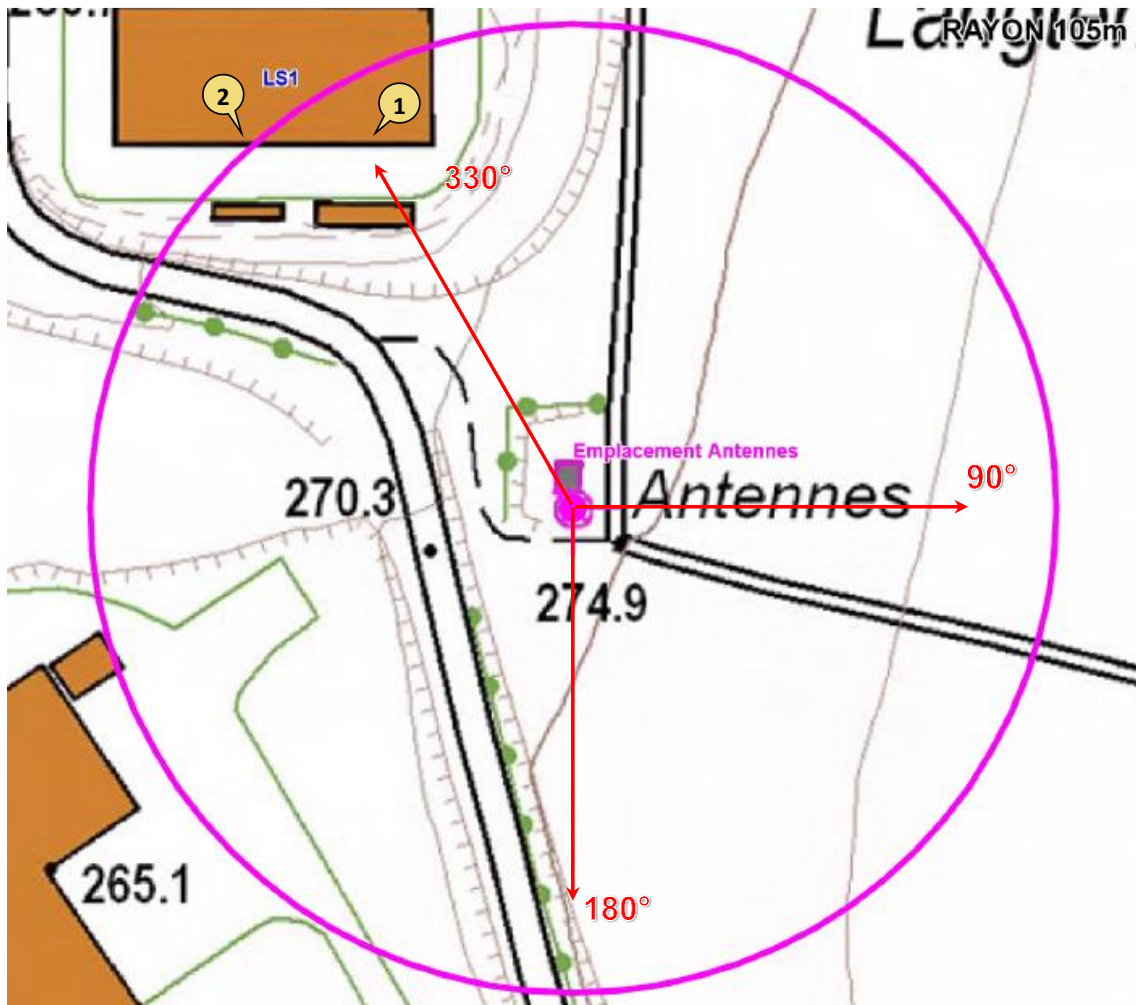 RAYON 105m
LS1
2
1
330°
Emplacement Antennes
90°
270.3
Antennes
274.9
265.1
180°